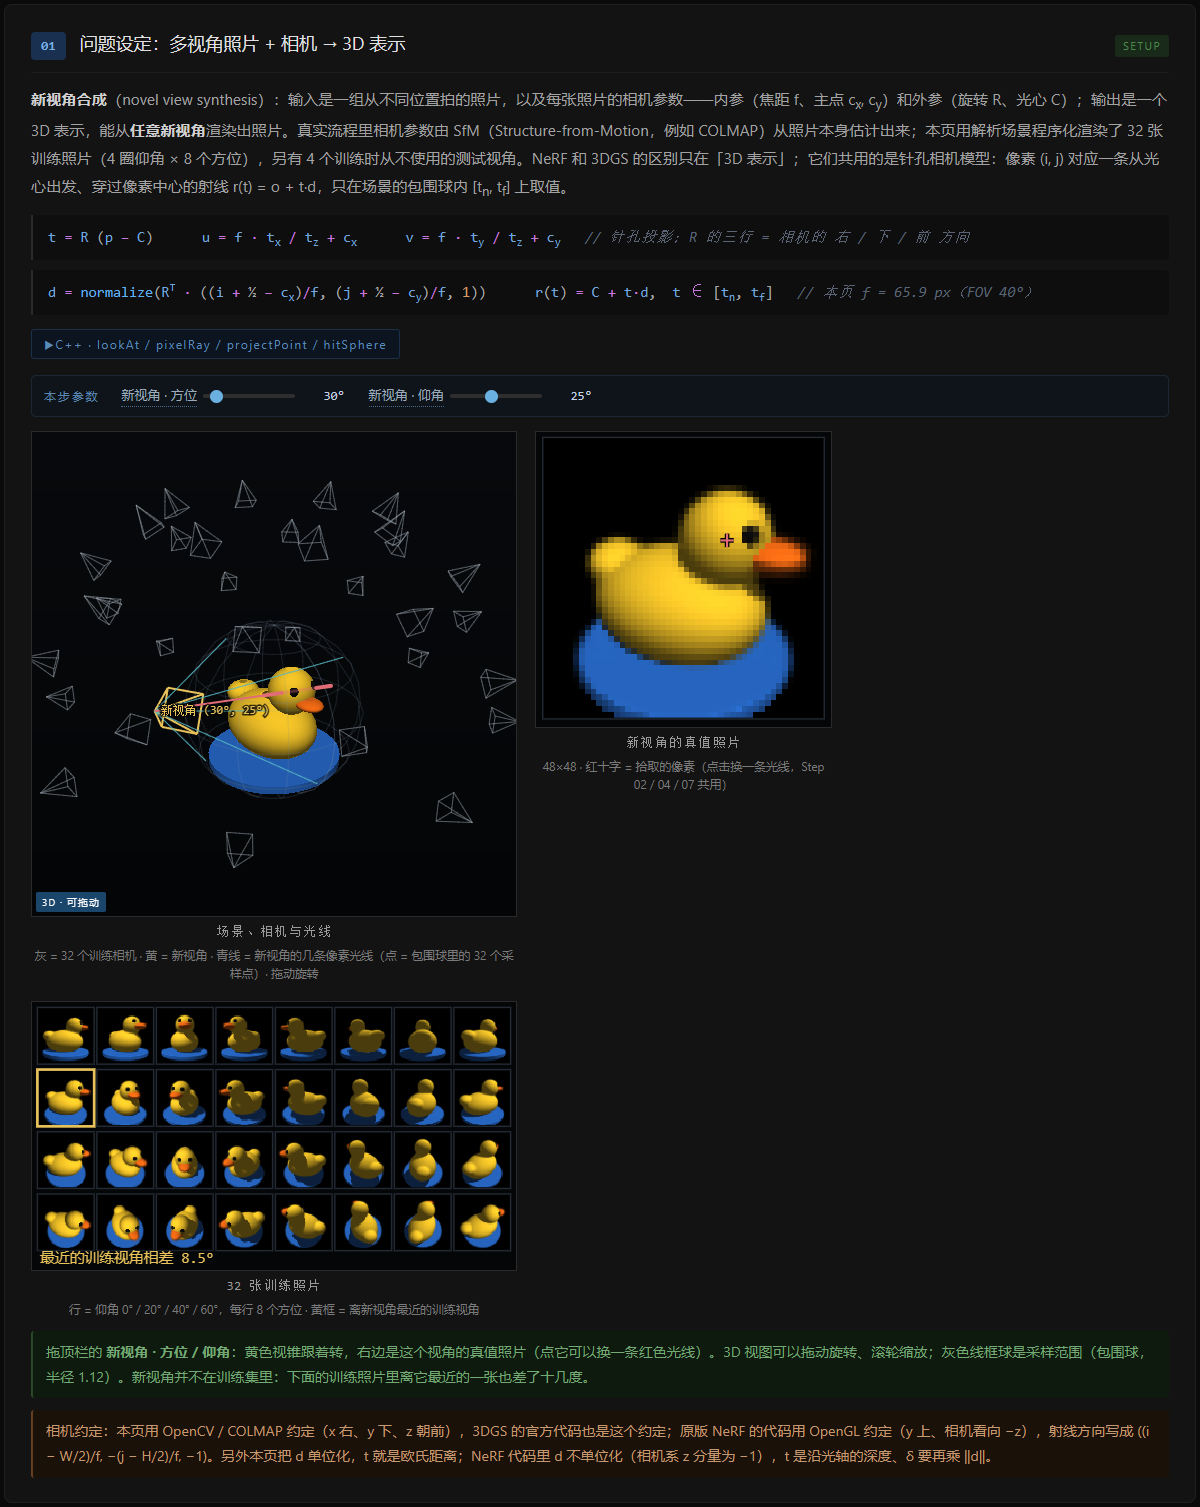 01 问题设定：多视角照片 + 相机 → 3D 表示 SETUP
新视角合成（novel view synthesis）：输入是一组从不同位置拍的照片，以及每张照片的相机参数——内参（焦距 f、主点 cx, cy）和外参（旋转 R、光心 C）；输出是一个
3D 表示，能从任意新视角渲染出照片。真实流程里相机参数由 SfM（Structure-from-Motion，例如 COLMAP）从照片本身估计出来；本页用解析场景程序化渲染了 32 张
训练照片（4 圈仰角 × 8 个方位），另有 4 个训练时从不使用的测试视角。NeRF 和 3DGS 的区别只在「3D 表示」；它们共用的是针孔相机模型：像素 (i, j) 对应一条从光
心出发、穿过像素中心的射线 r(t) = o + t·d，只在场景的包围球内 [tn, tf] 上取值。
t = R (p − C) u = f · tx / tz + cx v = f · ty / tz + cy // 针孔投影；R 的三行 = 相机的 右 / 下 / 前 方向
d = normalize(Rᵀ · ((i + ½ − cx)/f, (j + ½ − cy)/f, 1)) r(t) = C + t·d, t ∈ [tn, tf] // 本页 f = 65.9 px（FOV 40°）
▶C++ · lookAt / pixelRay / projectPoint / hitSphere
本步参数 新视角 · 方位 30° 新视角 · 仰角 25°
新视角 (30°, 25°)
3D · 可拖动
场景、相机与光线
灰 = 32 个训练相机 · 黄 = 新视角 · 青线 = 新视角的几条像素光线（点 = 包围球里的 32 个采
样点）· 拖动旋转
新视角的真值照片
48×48 · 红十字 = 拾取的像素（点击换一条光线，Step
02 / 04 / 07 共用）
最近的训练视角相差 8.5°
32 张训练照片
行 = 仰角 0° / 20° / 40° / 60°，每行 8 个方位 · 黄框 = 离新视角最近的训练视角
拖顶栏的 新视角 · 方位 / 仰角：黄色视锥跟着转，右边是这个视角的真值照片（点它可以换一条红色光线）。3D 视图可以拖动旋转、滚轮缩放；灰色线框球是采样范围（包围球，
半径 1.12）。新视角并不在训练集里：下面的训练照片里离它最近的一张也差了十几度。
相机约定：本页用 OpenCV / COLMAP 约定（x 右、y 下、z 朝前），3DGS 的官方代码也是这个约定；原版 NeRF 的代码用 OpenGL 约定（y 上、相机看向 −z），射线方向写成 ((i
− W/2)/f, −(j − H/2)/f, −1)。另外本页把 d 单位化，t 就是欧氏距离；NeRF 代码里 d 不单位化（相机系 z 分量为 −1），t 是沿光轴的深度、δ 要再乘 ‖d‖。